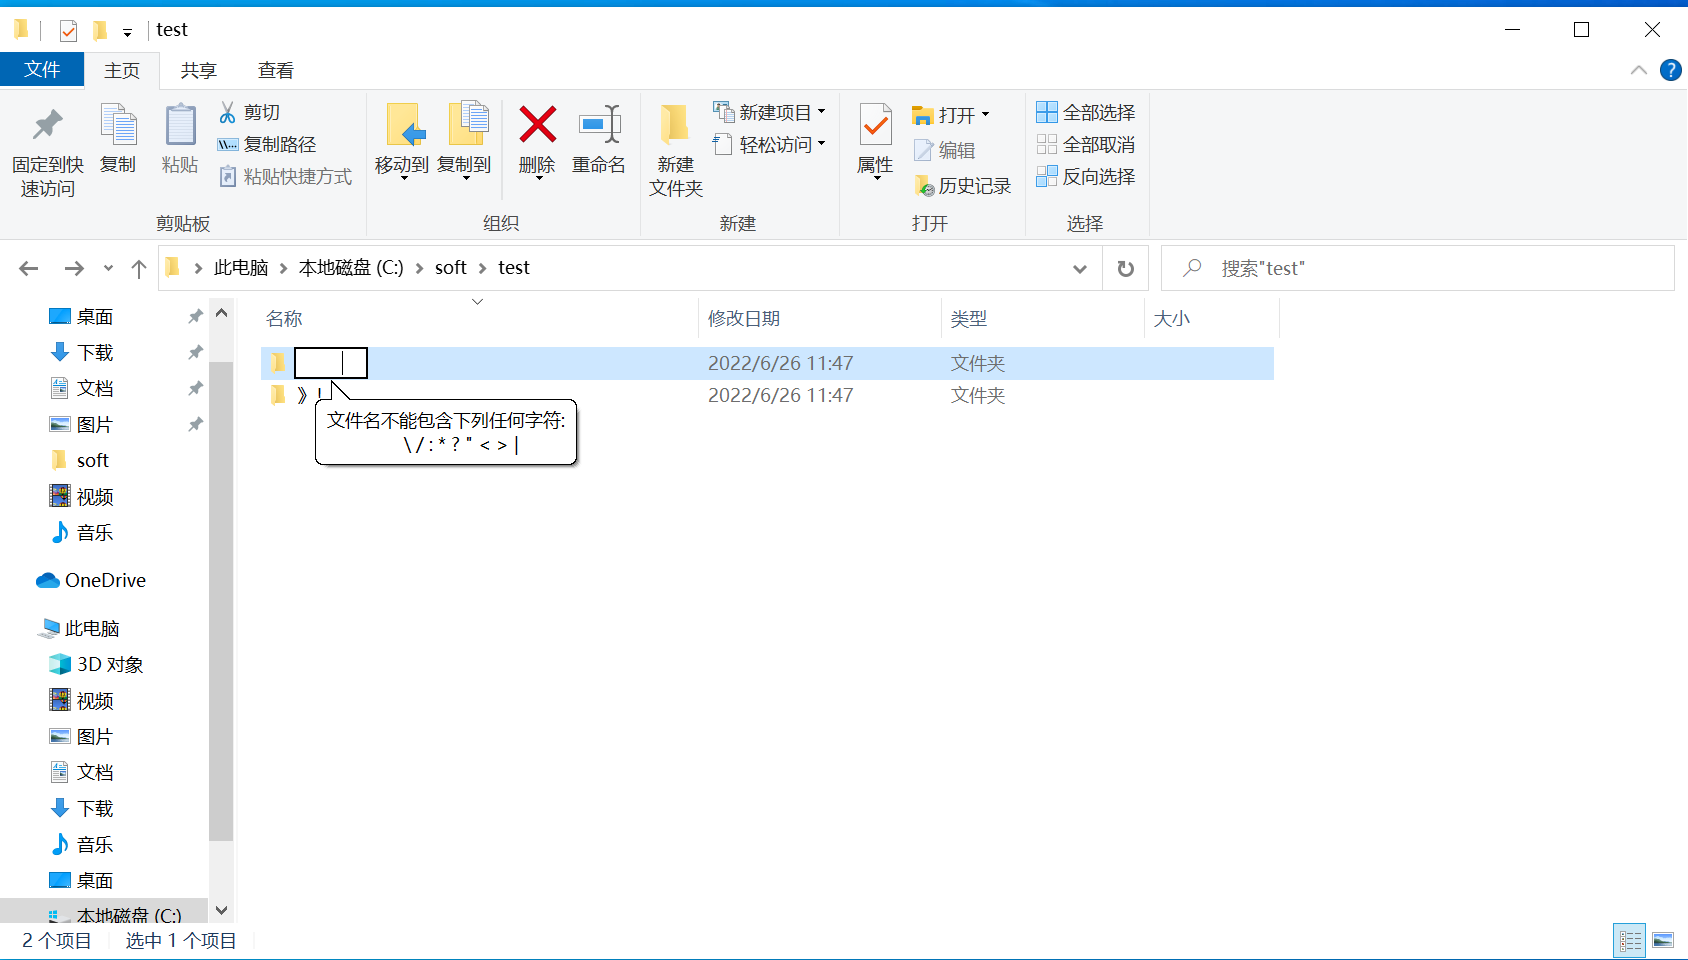 test
文件
主页
共享
查看
固定到快
速访问
复制
粘贴
剪切
复制路径
粘贴快捷方式
剪贴板
移动到
复制到
删除
重命名
组织
新建
文件夹
新建项目
轻松访问
新建
属性
打开
编辑
历史记录
打开
全部选择
全部取消
反向选择
选择
此电脑 > 本地磁盘 (C:) > soft > test
搜索"test"
名称
修改日期
类型
大小
2022/6/26 11:47
文件夹
》!
2022/6/26 11:47
文件夹
文件名不能包含下列任何字符:
\ / : * ? " < > |
桌面
下载
文档
图片
soft
视频
音乐
OneDrive
此电脑
3D 对象
视频
图片
文档
下载
音乐
桌面
本地磁盘 (C:)
2 个项目
选中 1 个项目